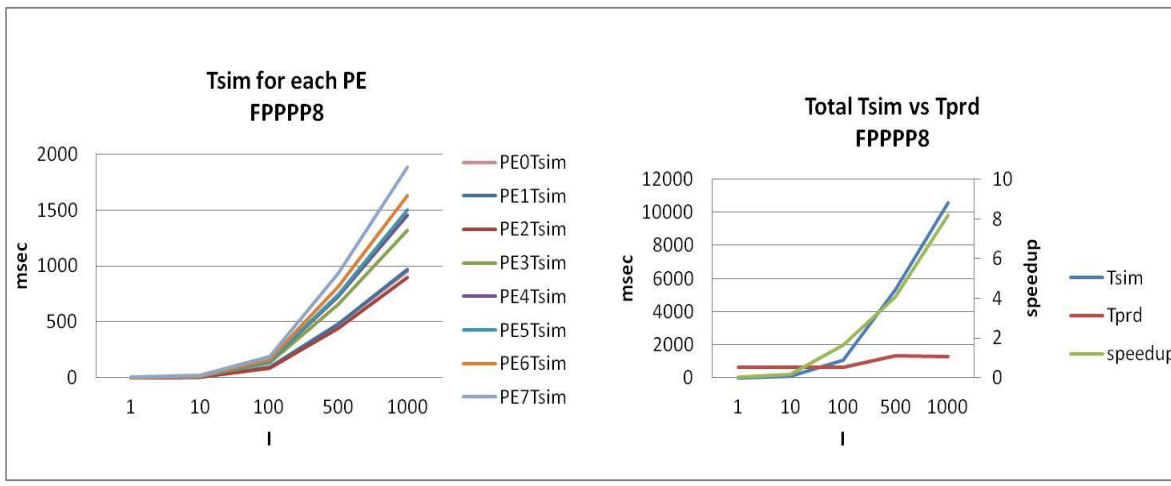 Tsim for each PE
FPPPP8
2000
1500
1000
500
0
msec
1 10 100 500 1000
I
PE0Tsim
PE1Tsim
PE2Tsim
PE3Tsim
PE4Tsim
PE5Tsim
PE6Tsim
PE7Tsim
Total Tsim vs Tprd
FPPPP8
12000
10000
8000
6000
4000
2000
0
msec
10
8
6
4
2
0
speedup
1 10 100 500 1000
I
Tsim
Tprd
speedup